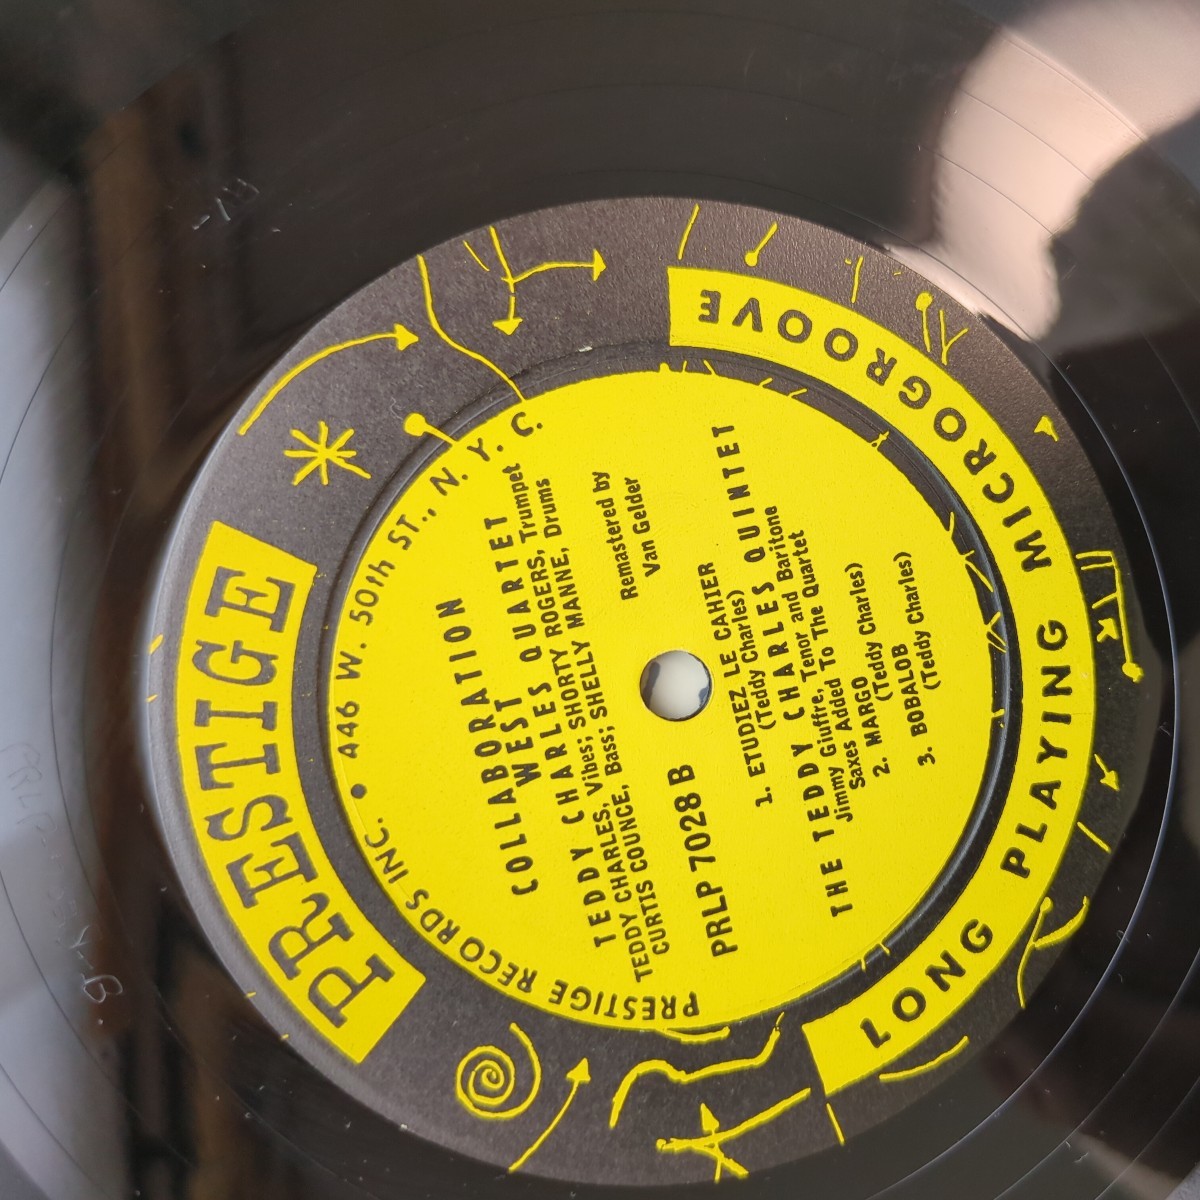 PRESTIGE
PRESTIGE RECORDS INC. • 446 W. 50th ST., N. Y. C.
COLLABORATION
WEST
TEDDY CHARLES QUARTET
TEDDY CHARLES, Vibes; SHORTY ROGERS, Trumpet
CURTIS COUNCE, Bass; SHELLY MANNE, Drums
Remastered by
Van Gelder
PRLP 7028 B
1. ETUDIEZ LE CAHIER
(Teddy Charles)
THE TEDDY CHARLES QUINTET
Jimmy Giuffre, Tenor and Baritone
Saxes Added To The Quartet
2. MARGO
(Teddy Charles)
3. BOBALOB
(Teddy Charles)
LONG PLAYING MICROGROOVE